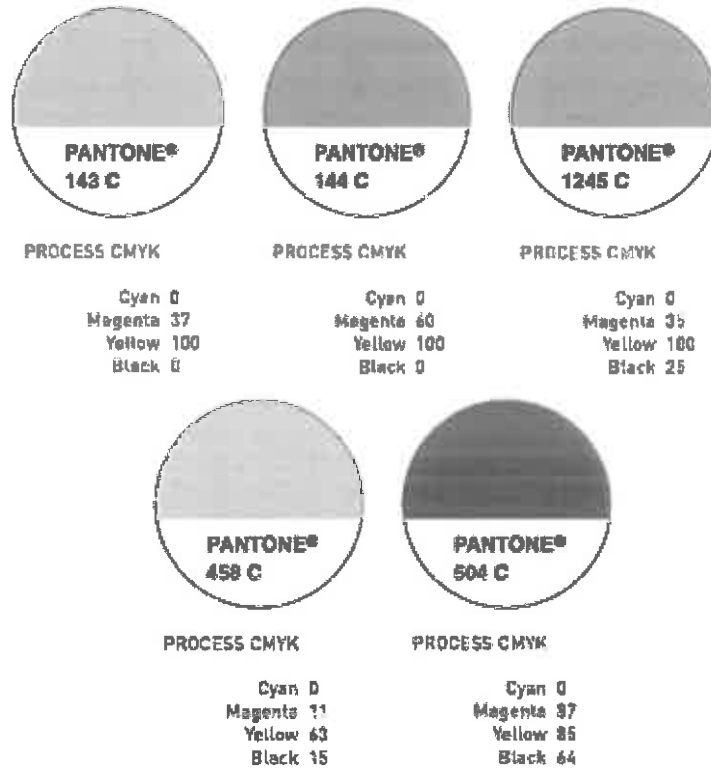 PANTONE®
143 C
PROCESS CMYK
Cyan 0
Magenta 37
Yellow 100
Black 0
PANTONE®
144 C
PROCESS CMYK
Cyan 0
Magenta 60
Yellow 100
Black 0
PANTONE®
1245 C
PROCESS CMYK
Cyan 0
Magenta 35
Yellow 100
Black 25
PANTONE®
458 C
PROCESS CMYK
Cyan 0
Magenta 11
Yellow 63
Black 15
PANTONE®
504 C
PROCESS CMYK
Cyan 0
Magenta
Yellow 85
Black 64